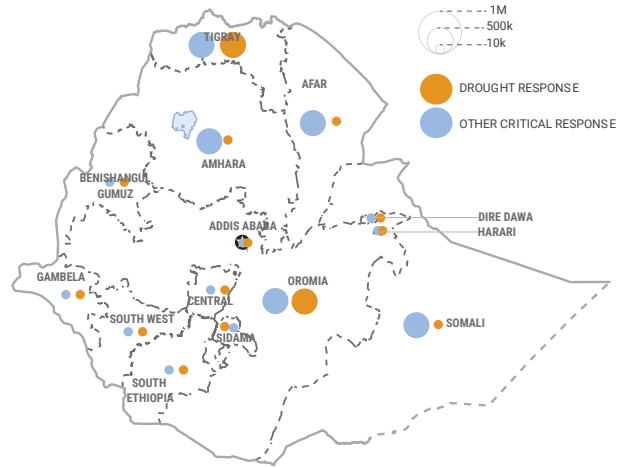 1M
500k
10k
TIGRAY
AFAR
DROUGHT RESPONSE
OTHER CRITICAL RESPONSE
AMHARA
BENISHANGUL
GUMUZ
ADDIS ABABA
DIRE DAWA
HARARI
GAMBELA
OROMIA
CENTRAL
SOUTH WEST
SOMALI
SIDAMA
SOUTH
ETHIOPIA